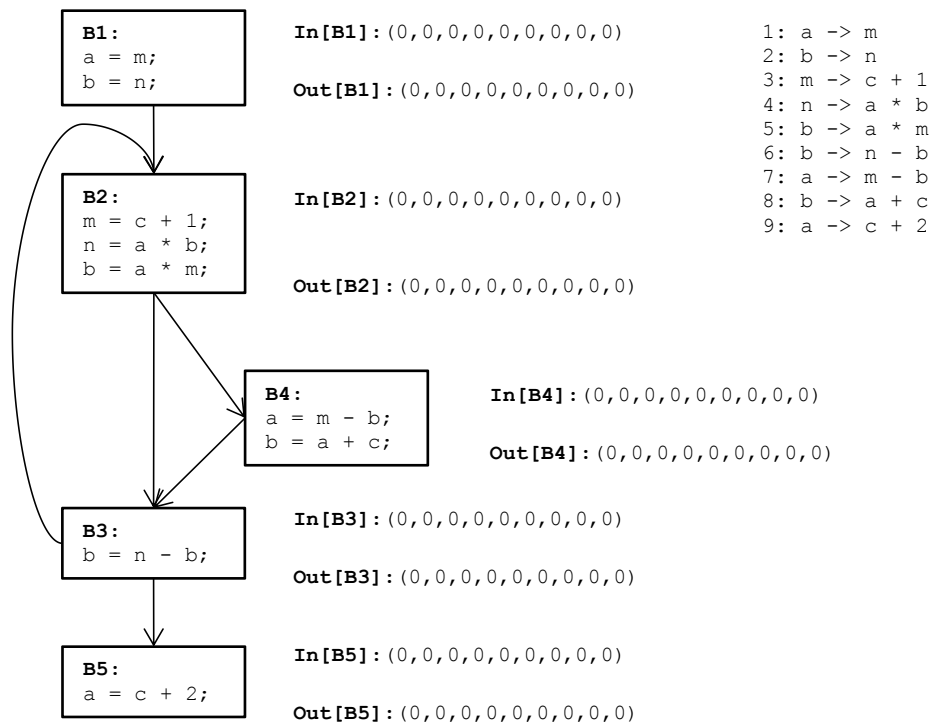 B1:
a = m;
b = n;
In[B1]:(0,0,0,0,0,0,0,0,0)
Out[B1]:(0,0,0,0,0,0,0,0,0)
1: a -> m
2: b -> n
3: m -> c + 1
4: n -> a * b
5: b -> a * m
6: b -> n - b
7: a -> m - b
8: b -> a + c
9: a -> c + 2
B2:
m = c + 1;
n = a * b;
b = a * m;
In[B2]:(0,0,0,0,0,0,0,0,0)
Out[B2]:(0,0,0,0,0,0,0,0,0)
B4:
a = m - b;
b = a + c;
In[B4]:(0,0,0,0,0,0,0,0,0)
Out[B4]:(0,0,0,0,0,0,0,0,0)
B3:
b = n - b;
In[B3]:(0,0,0,0,0,0,0,0,0)
Out[B3]:(0,0,0,0,0,0,0,0,0)
B5:
a = c + 2;
In[B5]:(0,0,0,0,0,0,0,0,0)
Out[B5]:(0,0,0,0,0,0,0,0,0)